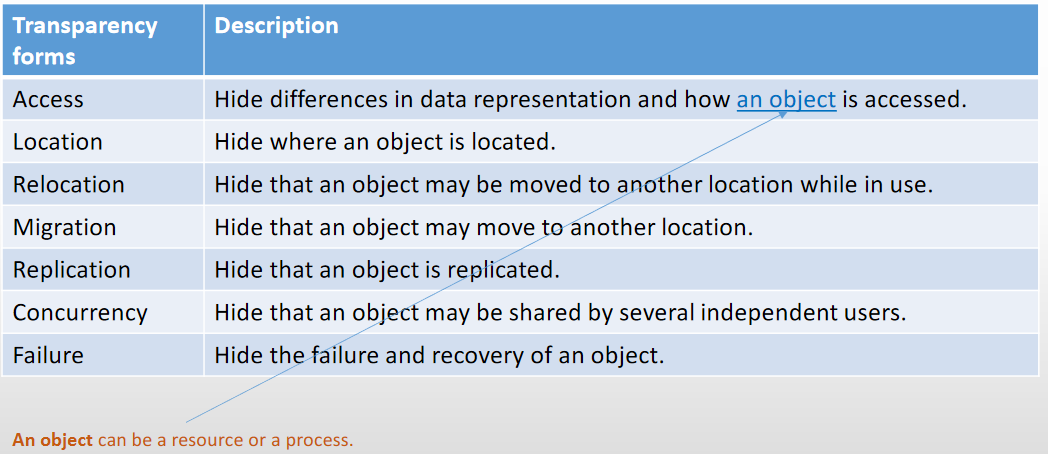 Transparency forms Description
Access Hide differences in data representation and how an object is accessed.
Location Hide where an object is located.
Relocation Hide that an object may be moved to another location while in use.
Migration Hide that an object may move to another location.
Replication Hide that an object is replicated.
Concurrency Hide that an object may be shared by several independent users.
Failure Hide the failure and recovery of an object.
An object can be a resource or a process.